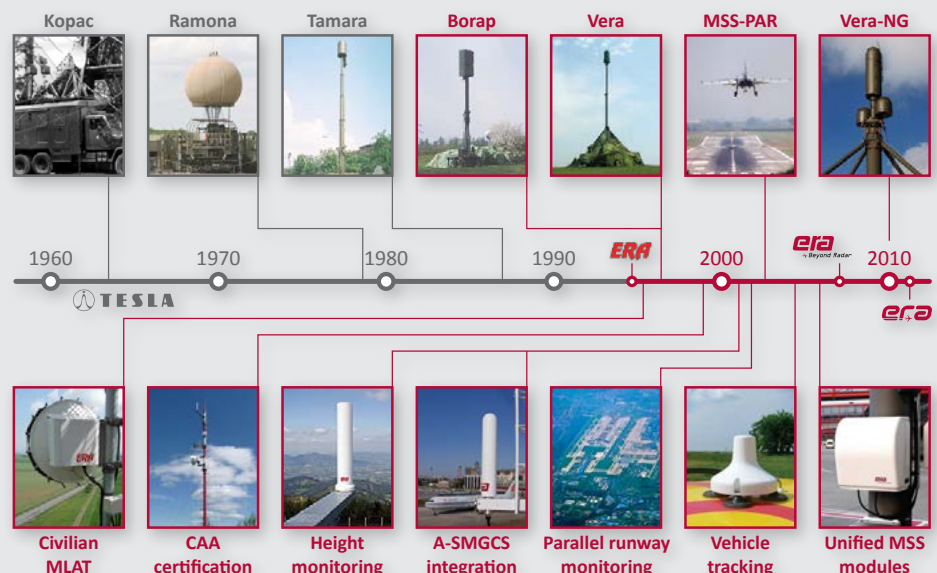 Kopac
Ramona
Tamara
Borap
Vera
MSS-PAR
Vera-NG
1960
1970
1980
1990
ERA
2000
era
Beyond Radar
2010
TESLA
era
ERA
Civilian
MLAT
CAA
certification
Height
monitoring
A-SMGCS
integration
Parallel runway
monitoring
Vehicle
tracking
Unified MSS
modules